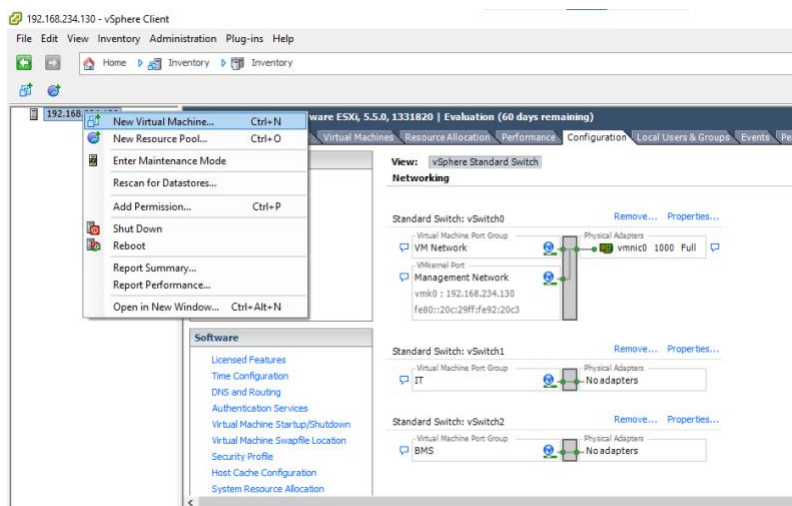 192.168.234.130 - vSphere Client
File Edit View Inventory Administration Plug-ins Help
Home Inventory Inventory
192.168
ware ESXi, 5.5.0, 1331820 | Evaluation (60 days remaining)
Virtual Machines Resource Allocation Performance Configuration Local Users & Groups Events
New Virtual Machine... Ctrl+N
New Resource Pool... Ctrl+O
Enter Maintenance Mode
Rescan for Datastores...
Add Permission... Ctrl+P
Shut Down
Reboot
Report Summary...
Report Performance...
Open in New Window... Ctrl+Alt+N
Software
Licensed Features
Time Configuration
DNS and Routing
Authentication Services
Virtual Machine Startup/Shutdown
Virtual Machine Swapfile Location
Security Profile
Host Cache Configuration
System Resource Allocation
View: vSphere Standard Switch
Networking
Standard Switch: vSwitch0 Remove... Properties...
Virtual Machine Port Group Physical Adapters
VM Network vmnic0 1000 Full
VMkernel Port
Management Network
vmk0 : 192.168.234.130
fe80::20c:29ff:fe92:20c3
Standard Switch: vSwitch1 Remove... Properties...
Virtual Machine Port Group Physical Adapters
IT No adapters
Standard Switch: vSwitch2 Remove... Properties...
Virtual Machine Port Group Physical Adapters
BMS No adapters